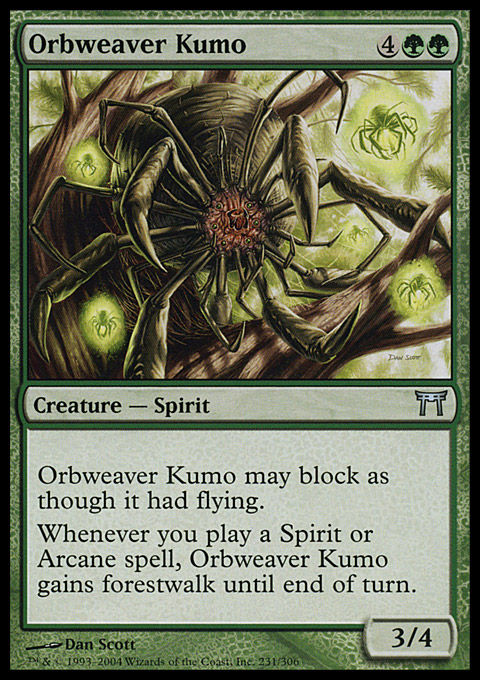 Orbweaver Kumo 4
Dan Scott
Creature — Spirit
Orbweaver Kumo may block as
though it had flying.
Whenever you play a Spirit or
Arcane spell, Orbweaver Kumo
gains forestwalk until end of turn.
Dan Scott
3/4
™ & © 1993–2004 Wizards of the Coast, Inc. 231/306